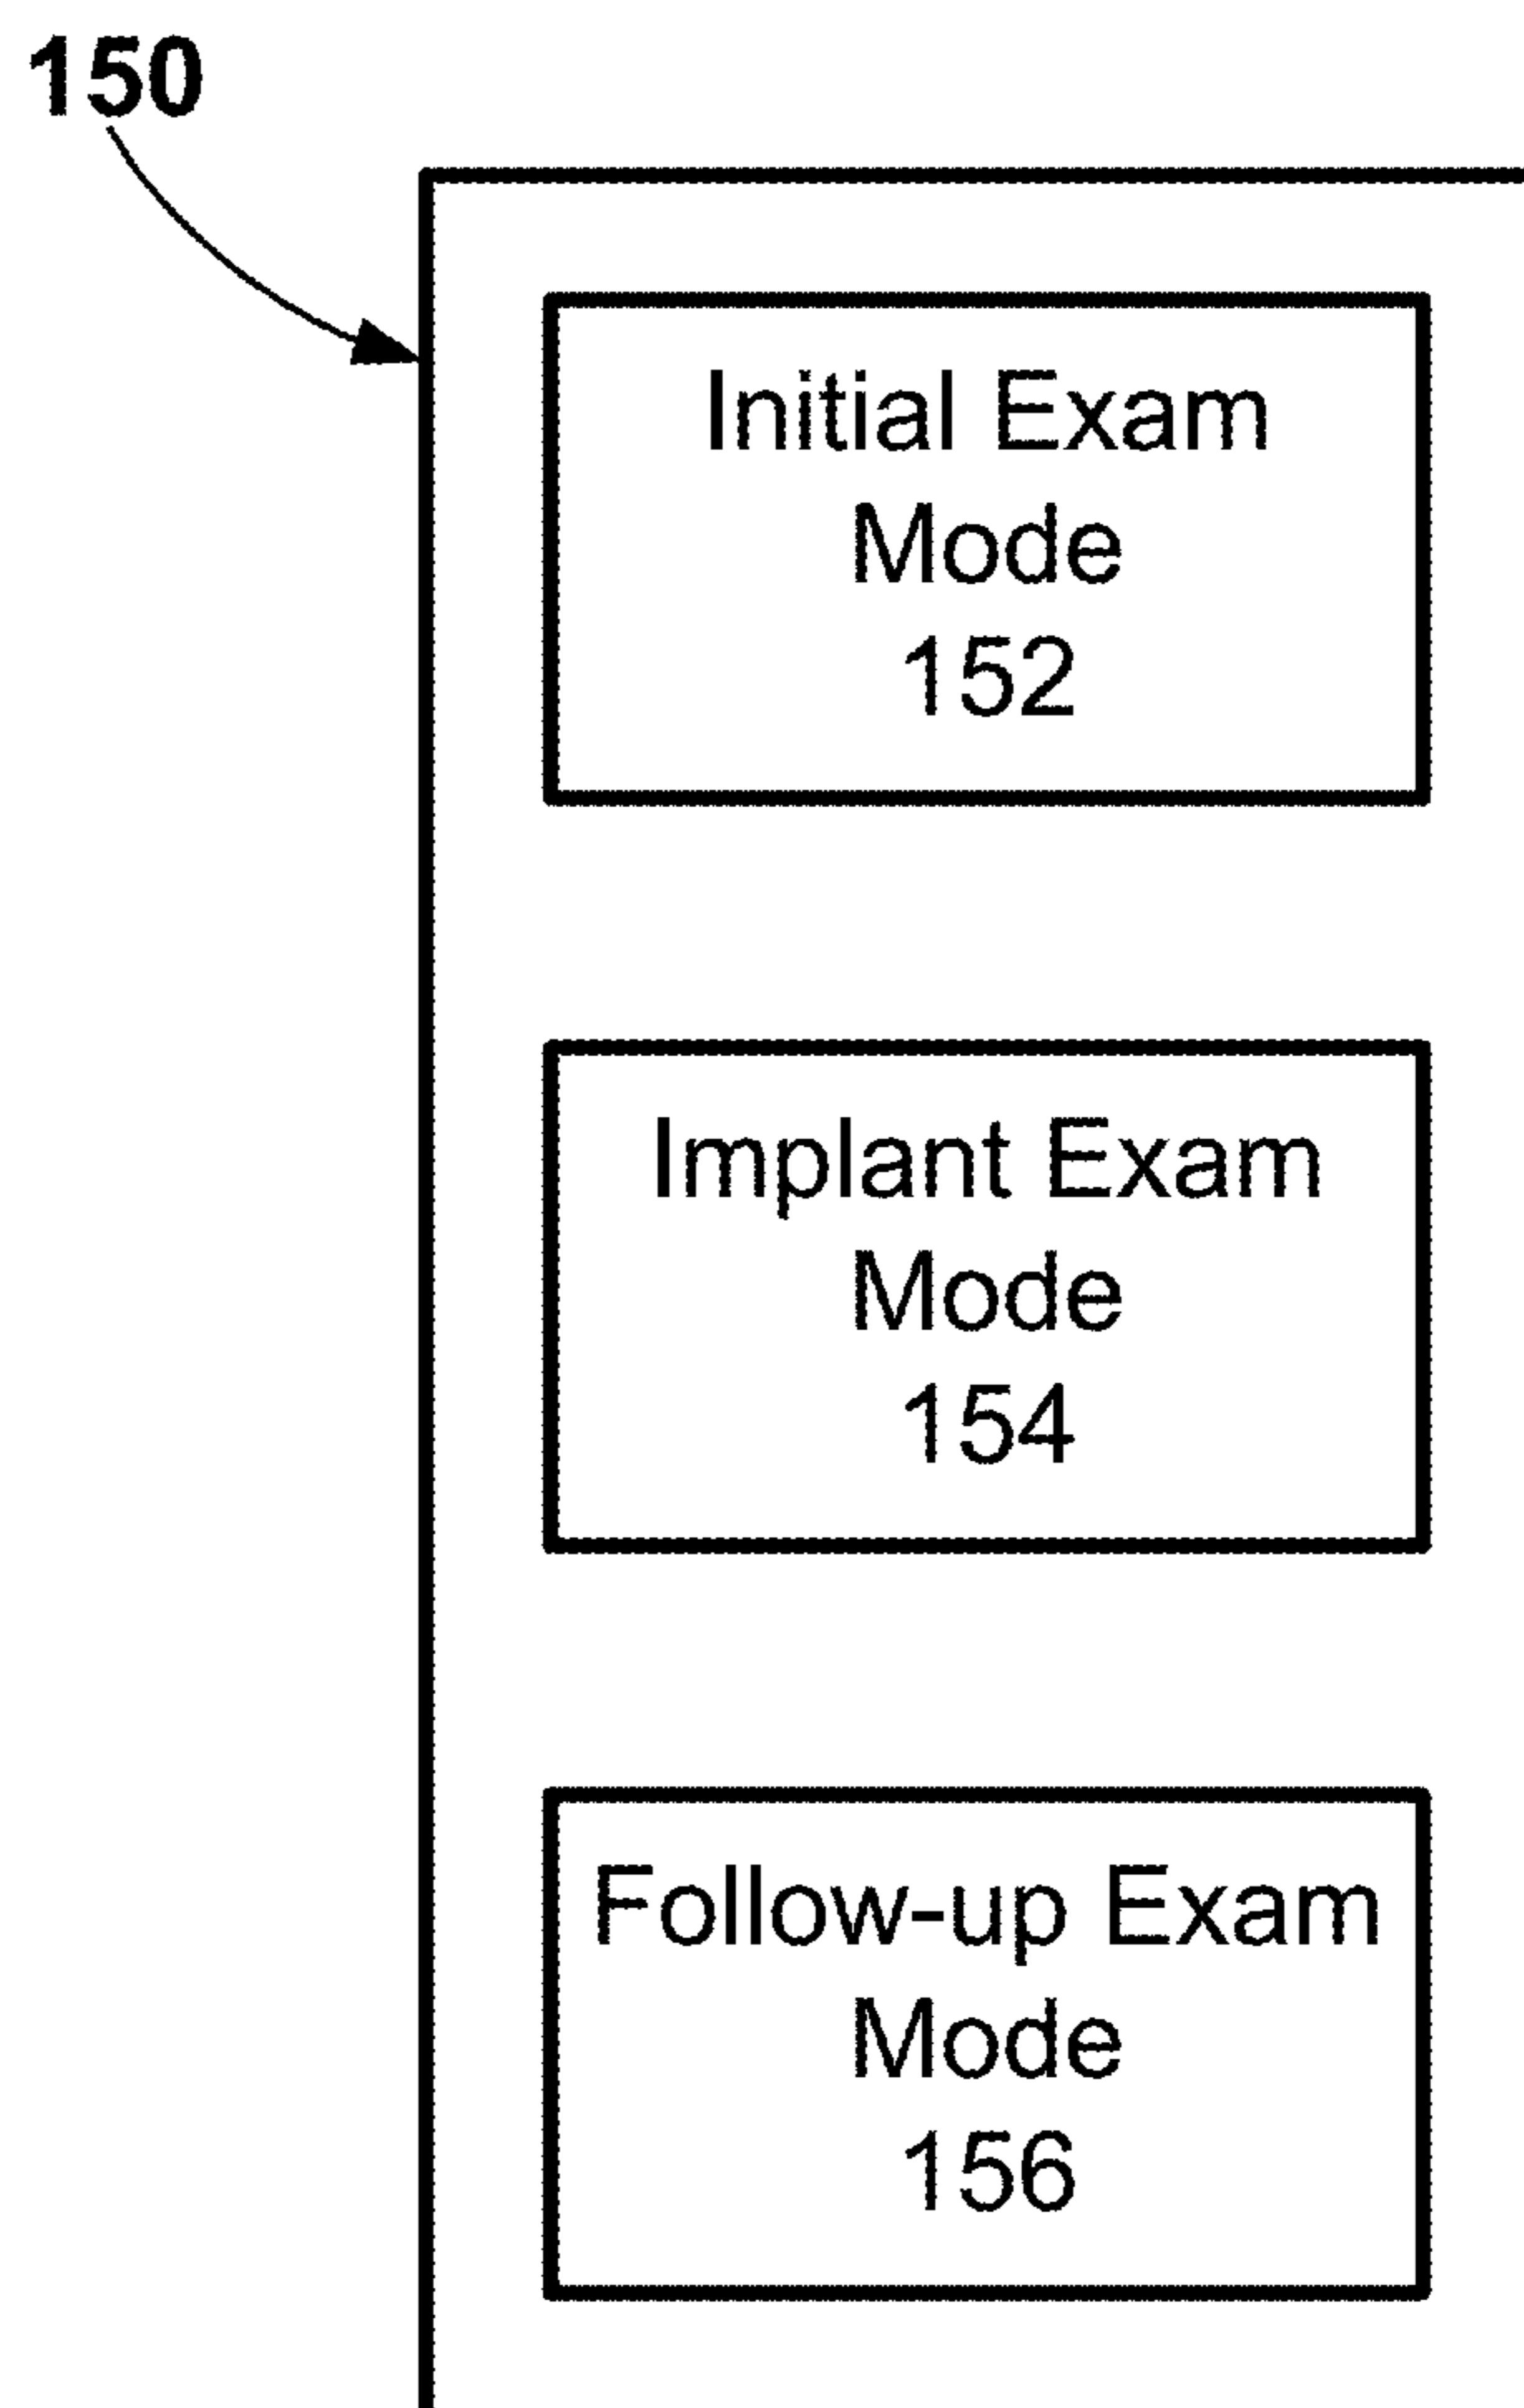 150
Initial Exam
Mode
152
Implant Exam
Mode
154
Follow-up Exam
Mode
156